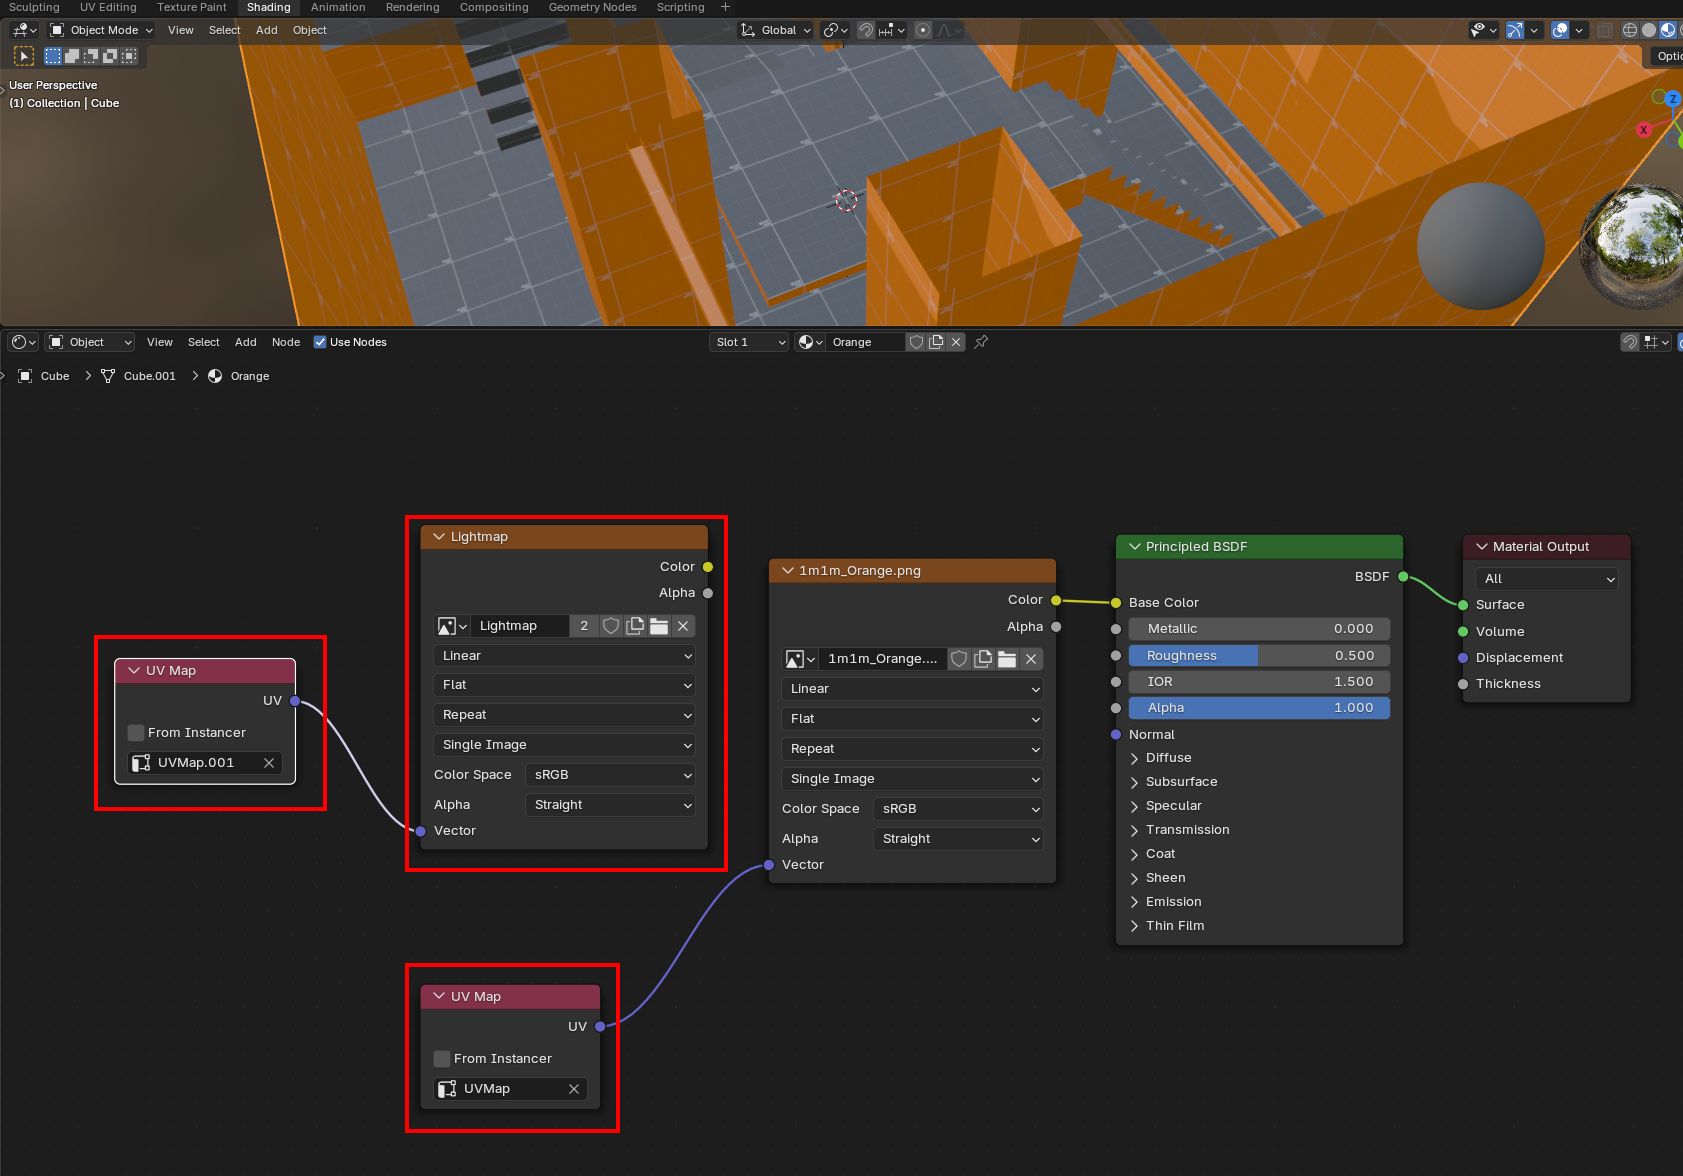 Sculpting UV Editing Texture Paint Shading Animation Rendering Compositing Geometry Nodes Scripting +
Object Mode View Select Add Object Global
Optio
User Perspective
(1) Collection | Cube
Z
X
Object View Select Add Node Use Nodes Slot 1 Orange
Cube > Cube.001 > Orange
Lightmap
Color
Alpha
Lightmap 2
Linear
Flat
Repeat
Single Image
Color Space sRGB
Alpha Straight
Vector
UV Map
UV
From Instancer
UVMap.001
1m1m_Orange.png
Color
Alpha
1m1m_Orange....
Linear
Flat
Repeat
Single Image
Color Space sRGB
Alpha Straight
Vector
UV Map
UV
From Instancer
UVMap
Principled BSDF
BSDF
Base Color
Metallic 0.000
Roughness 0.500
IOR 1.500
Alpha 1.000
Normal
Diffuse
Subsurface
Specular
Transmission
Coat
Sheen
Emission
Thin Film
Material Output
All
Surface
Volume
Displacement
Thickness